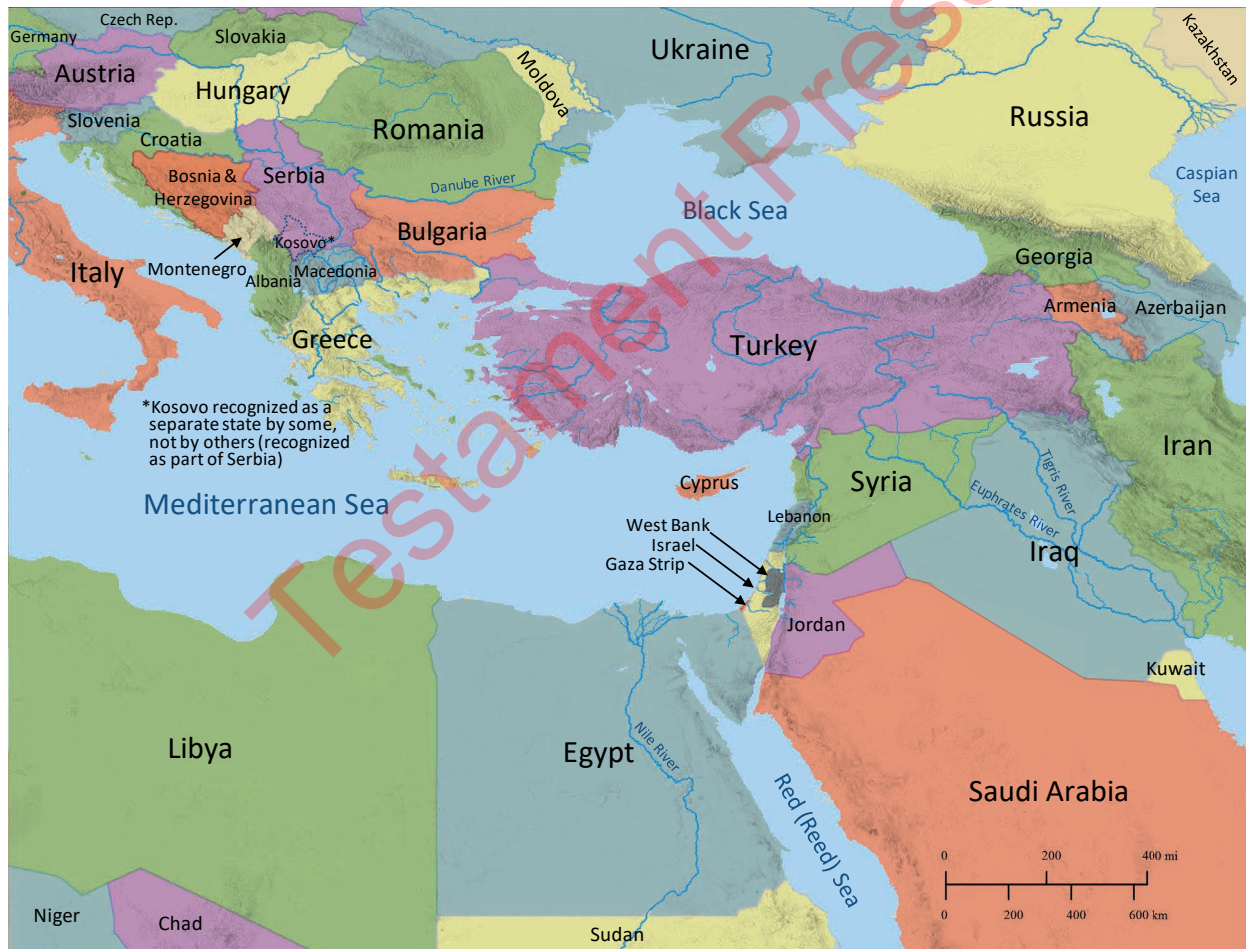 Czech Rep.
Germany
Slovakia
Kazakhstan
Ukraine
Austria
Moldova
Hungary
Russia
Slovenia
Romania
Croatia
Bosnia &
Herzegovina
Serbia
Danube River
Caspian
Sea
Black Sea
Kosovo*
Bulgaria
Montenegro
Italy
Albania
Macedonia
Georgia
Armenia
Azerbaijan
Greece
Turkey
*Kosovo recognized as a
separate state by some,
not by others (recognized
as part of Serbia)
Iran
Mediterranean Sea
Cyprus
Syria
Tigris River
Euphrates River
Lebanon
West Bank
Israel
Gaza Strip
Iraq
Jordan
Kuwait
Libya
Egypt
Nile River
Red (Reed) Sea
Saudi Arabia
0 200 400 mi
0 200 400 600 km
Niger
Chad
Sudan
Testament Press